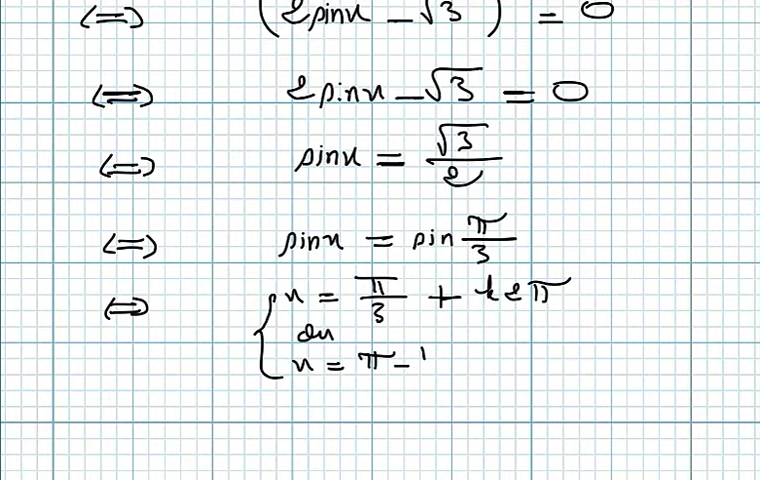 ⟺ (2sinx − √3) = 0
⟺ 2sinx − √3 = 0
⟺ sinx = √3/2
⟺ sinx = sin π/3
⟺ { x = π/3 + k2π
ou
x = π −